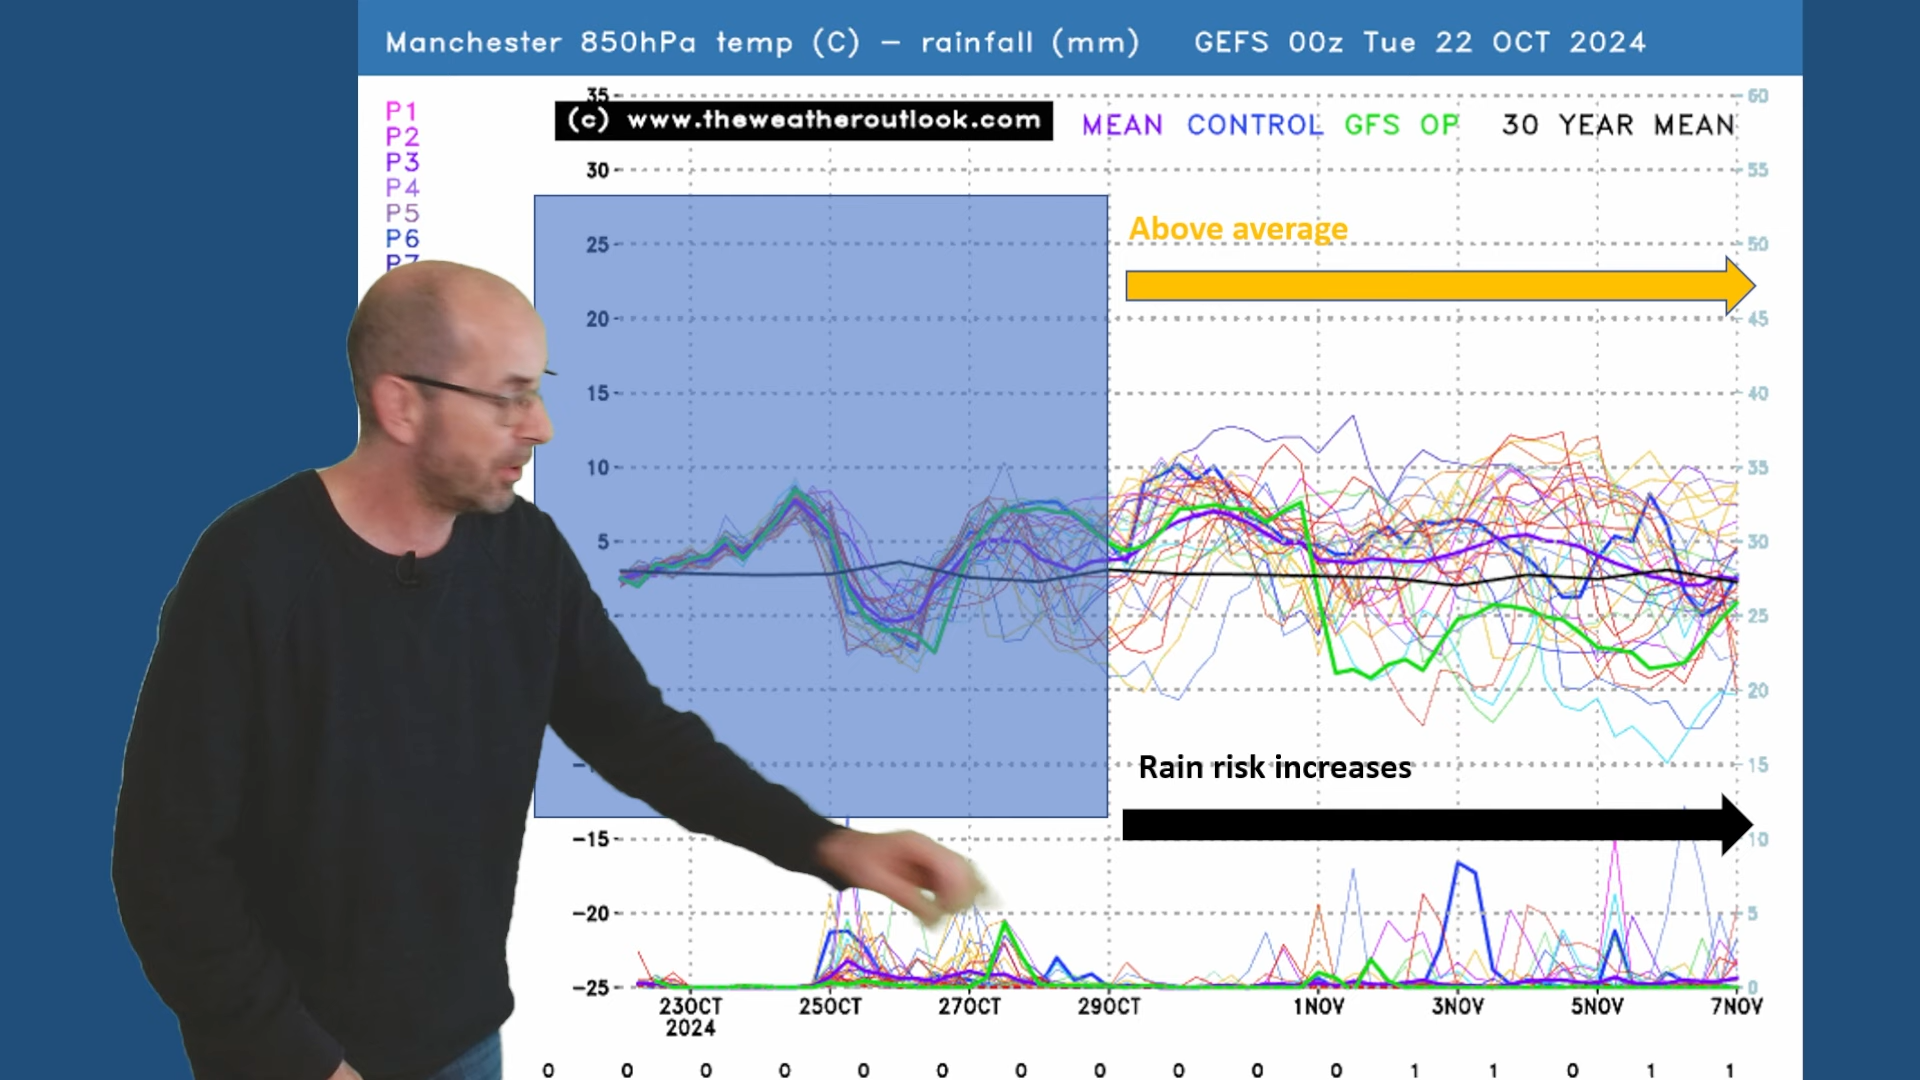 Manchester 850hPa temp (C) – rainfall (mm) GEFS 00z Tue 22 OCT 2024
P1
P2
P3
P4
P5
P6
P7
(c) www.theweatheroutlook.com
MEAN CONTROL GFS OP 30 YEAR MEAN
35 60
30 55
25 50
20 45
15 40
10 35
5 30
25
20
15
-15 10
-20 5
-25 0
Above average
Rain risk increases
23OCT 25OCT 27OCT 29OCT 1NOV 3NOV 5NOV 7NOV
2024
0 0 0 0 0 0 0 0 0 0 0 1 1 0 1 1